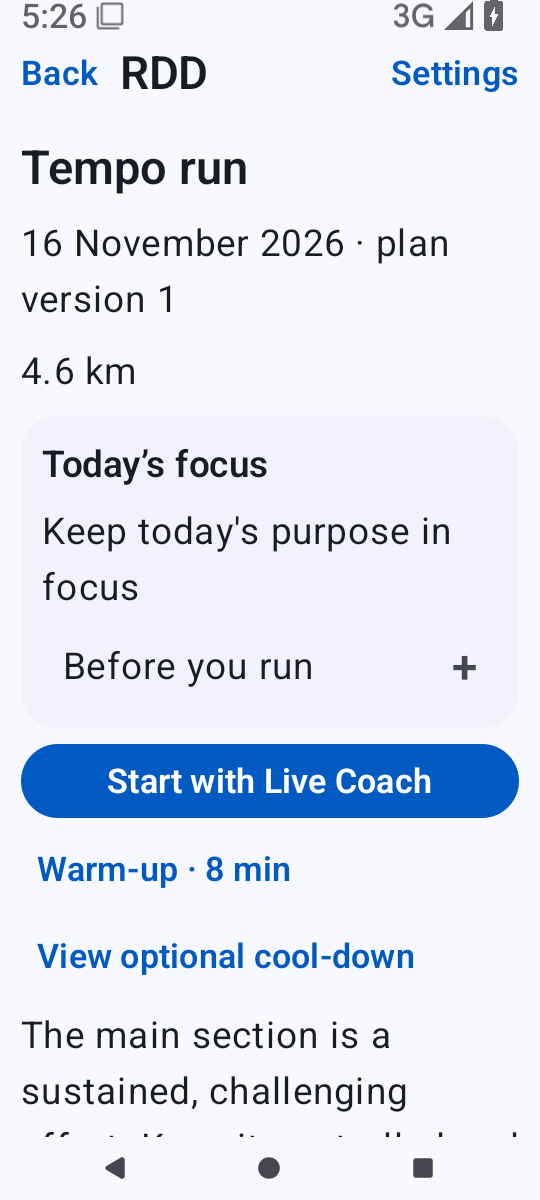 5:26 3G
Back RDD Settings
Tempo run
16 November 2026 · plan
version 1
4.6 km
Today’s focus
Keep today's purpose in
focus
Before you run +
Start with Live Coach
Warm-up · 8 min
View optional cool-down
The main section is a
sustained, challenging